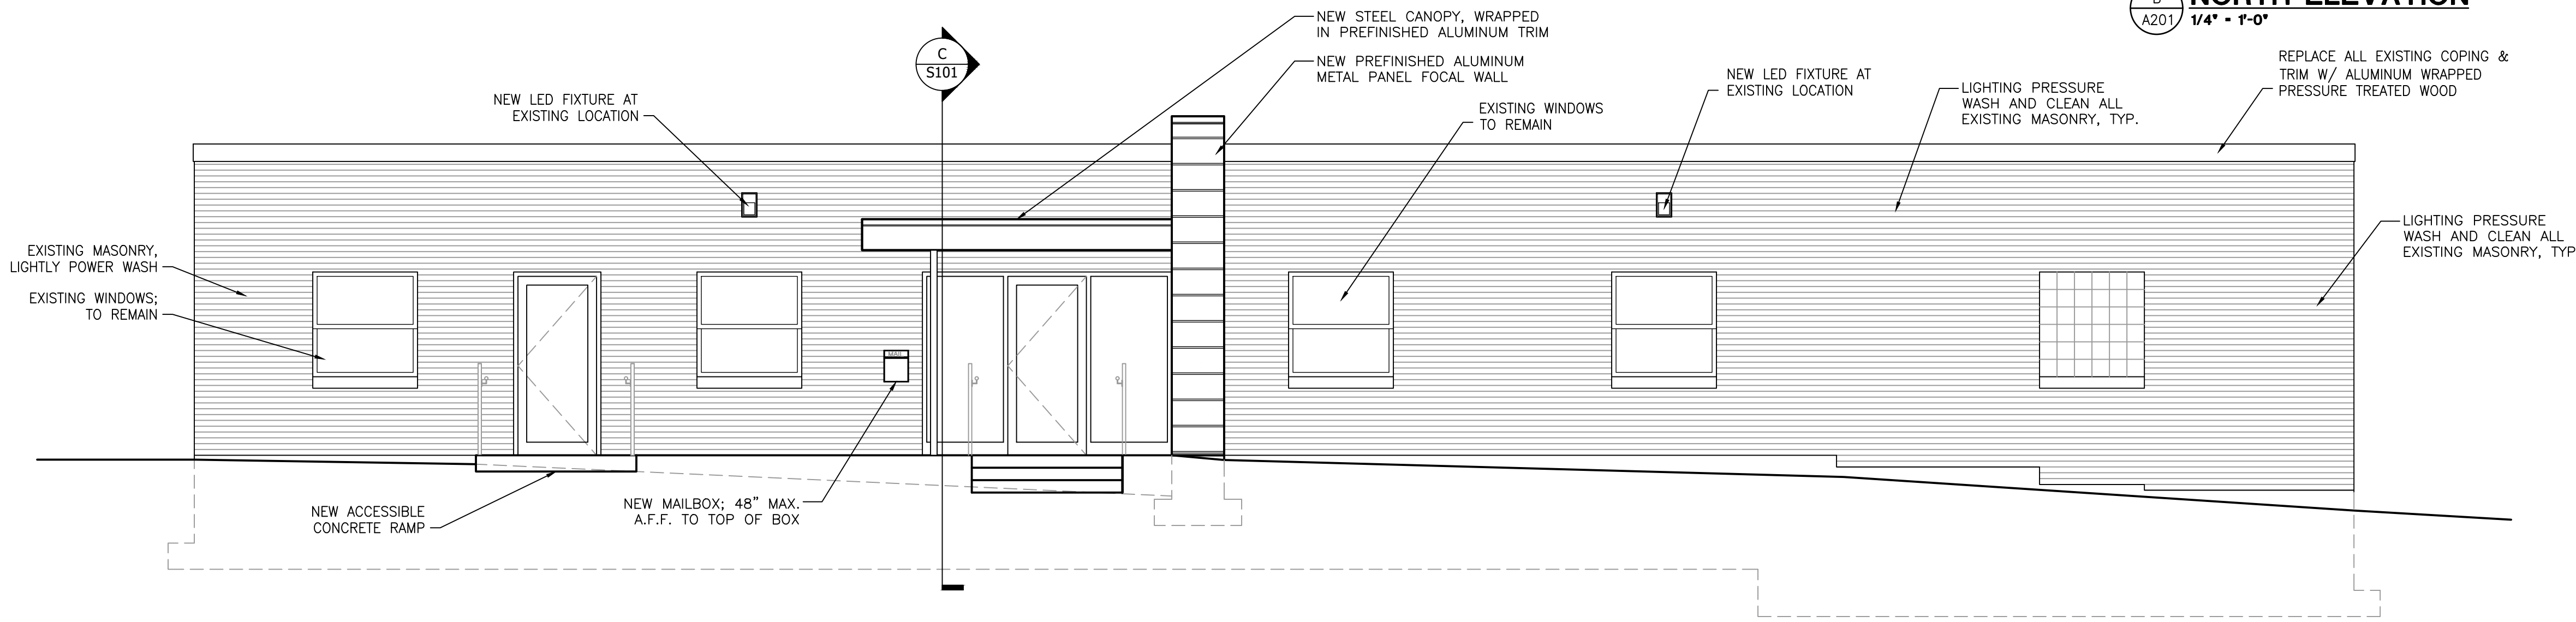 NORTH ELEVATION
A201
1/4" = 1'-0"
NEW STEEL CANOPY, WRAPPED
IN PREFINISHED ALUMINUM TRIM
C
S101
NEW PREFINISHED ALUMINUM
METAL PANEL FOCAL WALL
REPLACE ALL EXISTING COPING &
TRIM W/ ALUMINUM WRAPPED
PRESSURE TREATED WOOD
NEW LED FIXTURE AT
EXISTING LOCATION
NEW LED FIXTURE AT
EXISTING LOCATION
EXISTING WINDOWS
TO REMAIN
LIGHTING PRESSURE
WASH AND CLEAN ALL
EXISTING MASONRY, TYP.
LIGHTING PRESSURE
WASH AND CLEAN ALL
EXISTING MASONRY, TYP
EXISTING MASONRY,
LIGHTLY POWER WASH
EXISTING WINDOWS;
TO REMAIN
MAIL
NEW ACCESSIBLE
CONCRETE RAMP
NEW MAILBOX; 48" MAX.
A.F.F. TO TOP OF BOX